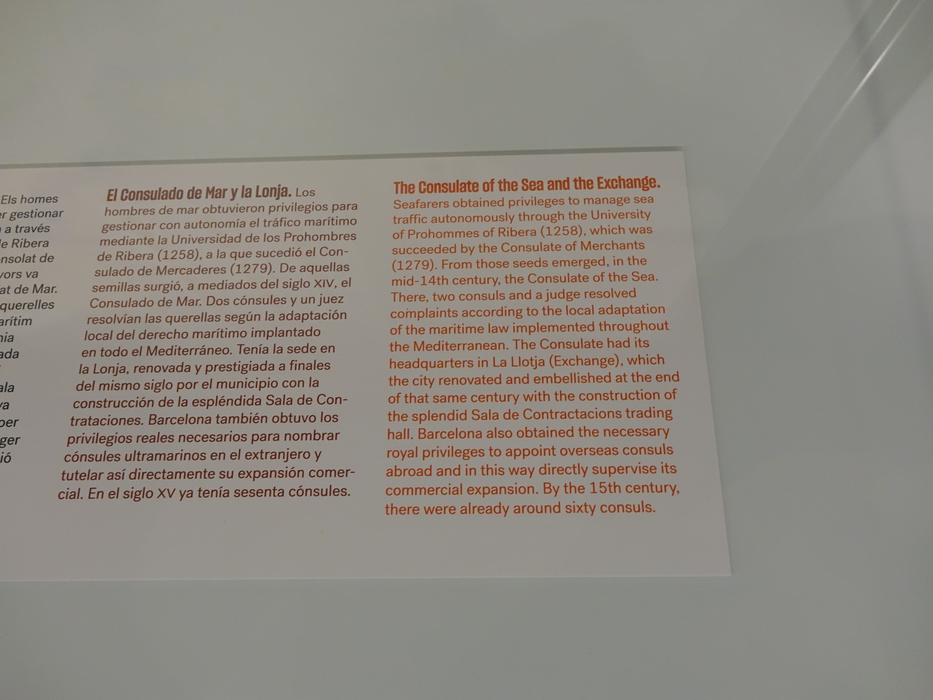 Els homes
gestionar
a través
Ribera
de
va
Mar.
querelles
El Consulado de Mar y la Lonja. Los
hombres de mar obtuvieron privilegios para
gestionar con autonomía el tráfico marítimo
mediante la Universidad de los Prohombres
de Ribera (1258), a la que sucedió el Con-
sulado de Mercaderes (1279). De aquellas
semillas surgió, a mediados del siglo XIV, el
Consulado de Mar. Dos cónsules y un juez
resolvían las querellas según la adaptación
local del derecho marítimo implantado
en todo el Mediterráneo. Tenía la sede en
la Lonja, renovada y prestigiada a finales
del mismo siglo por el municipio con la
construcción de la espléndida Sala de Con-
trataciones. Barcelona también obtuvo los
privilegios reales necesarios para nombrar
cónsules ultramarinos en el extranjero y
tutelar así directamente su expansión comer-
cial. En el siglo XV ya tenía sesenta cónsules.
The Consulate of the Sea and the Exchange.
Seafarers obtained privileges to manage sea
traffic autonomously through the University
of Prohommes of Ribera (1258), which was
succeeded by the Consulate of Merchants
(1279). From those seeds emerged, in the
mid-14th century, the Consulate of the Sea.
There, two consuls and a judge resolved
complaints according to the local adaptation
of the maritime law implemented throughout
the Mediterranean. The Consulate had its
headquarters in La Llotja (Exchange), which
the city renovated and embellished at the end
of that same century with the construction of
the splendid Sala de Contractacions trading
hall. Barcelona also obtained the necessary
royal privileges to appoint overseas consuls
abroad and in this way directly supervise its
commercial expansion. By the 15th century,
there were already around sixty consuls.